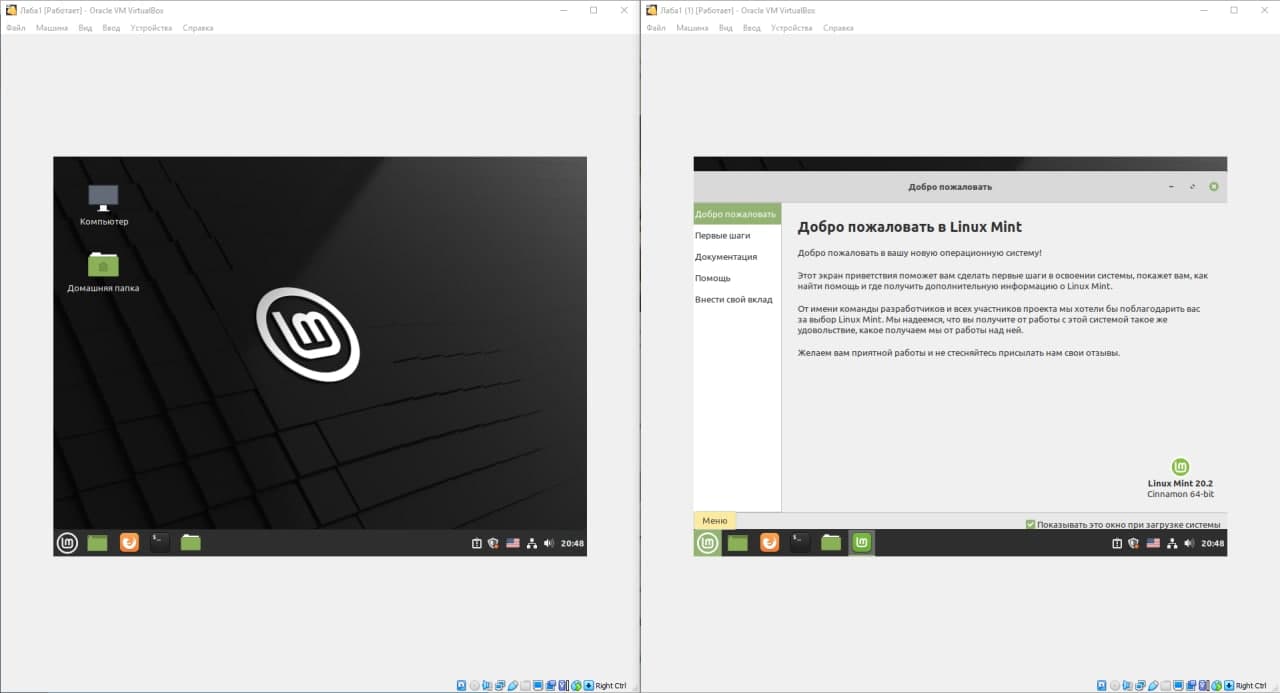 Лаба1 [Работает] - Oracle VM VirtualBox
Файл Машина Вид Ввод Устройства Справка
Компьютер
Домашняя папка
20:48
Right Ctrl
Лаба1 (1) [Работает] - Oracle VM VirtualBox
Файл Машина Вид Ввод Устройства Справка
Добро пожаловать
Добро пожаловать
Первые шаги
Документация
Помощь
Внести свой вклад
Добро пожаловать в Linux Mint
Добро пожаловать в вашу новую операционную систему!
Этот экран приветствия поможет вам сделать первые шаги в освоении системы, покажет вам, как
найти помощь и где получить дополнительную информацию о Linux Mint.
От имени команды разработчиков и всех участников проекта мы хотели бы поблагодарить вас
за выбор Linux Mint. Мы надеемся, что вы получите от работы с этой системой такое же
удовольствие, какое получаем мы от работы над ней.
Желаем вам приятной работы и не стесняйтесь присылать нам свои отзывы.
Linux Mint 20.2
Cinnamon 64-bit
Меню
Показывать это окно при загрузке системы
20:48
Right Ctrl